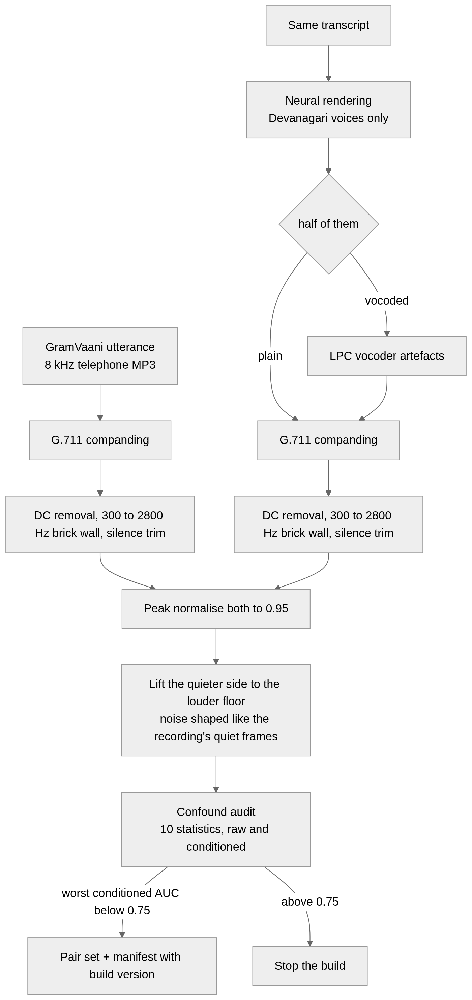 Same transcript
Neural rendering
Devanagari voices only
half of them
vocoded
plain
LPC vocoder artefacts
GramVaani utterance
8 kHz telephone MP3
G.711 companding
G.711 companding
DC removal, 300 to 2800
Hz brick wall, silence trim
DC removal, 300 to 2800
Hz brick wall, silence trim
Peak normalise both to 0.95
Lift the quieter side to the
louder floor
noise shaped like the
recording's quiet frames
Confound audit
10 statistics, raw and
conditioned
worst conditioned AUC
below 0.75
above 0.75
Pair set + manifest with
build version
Stop the build